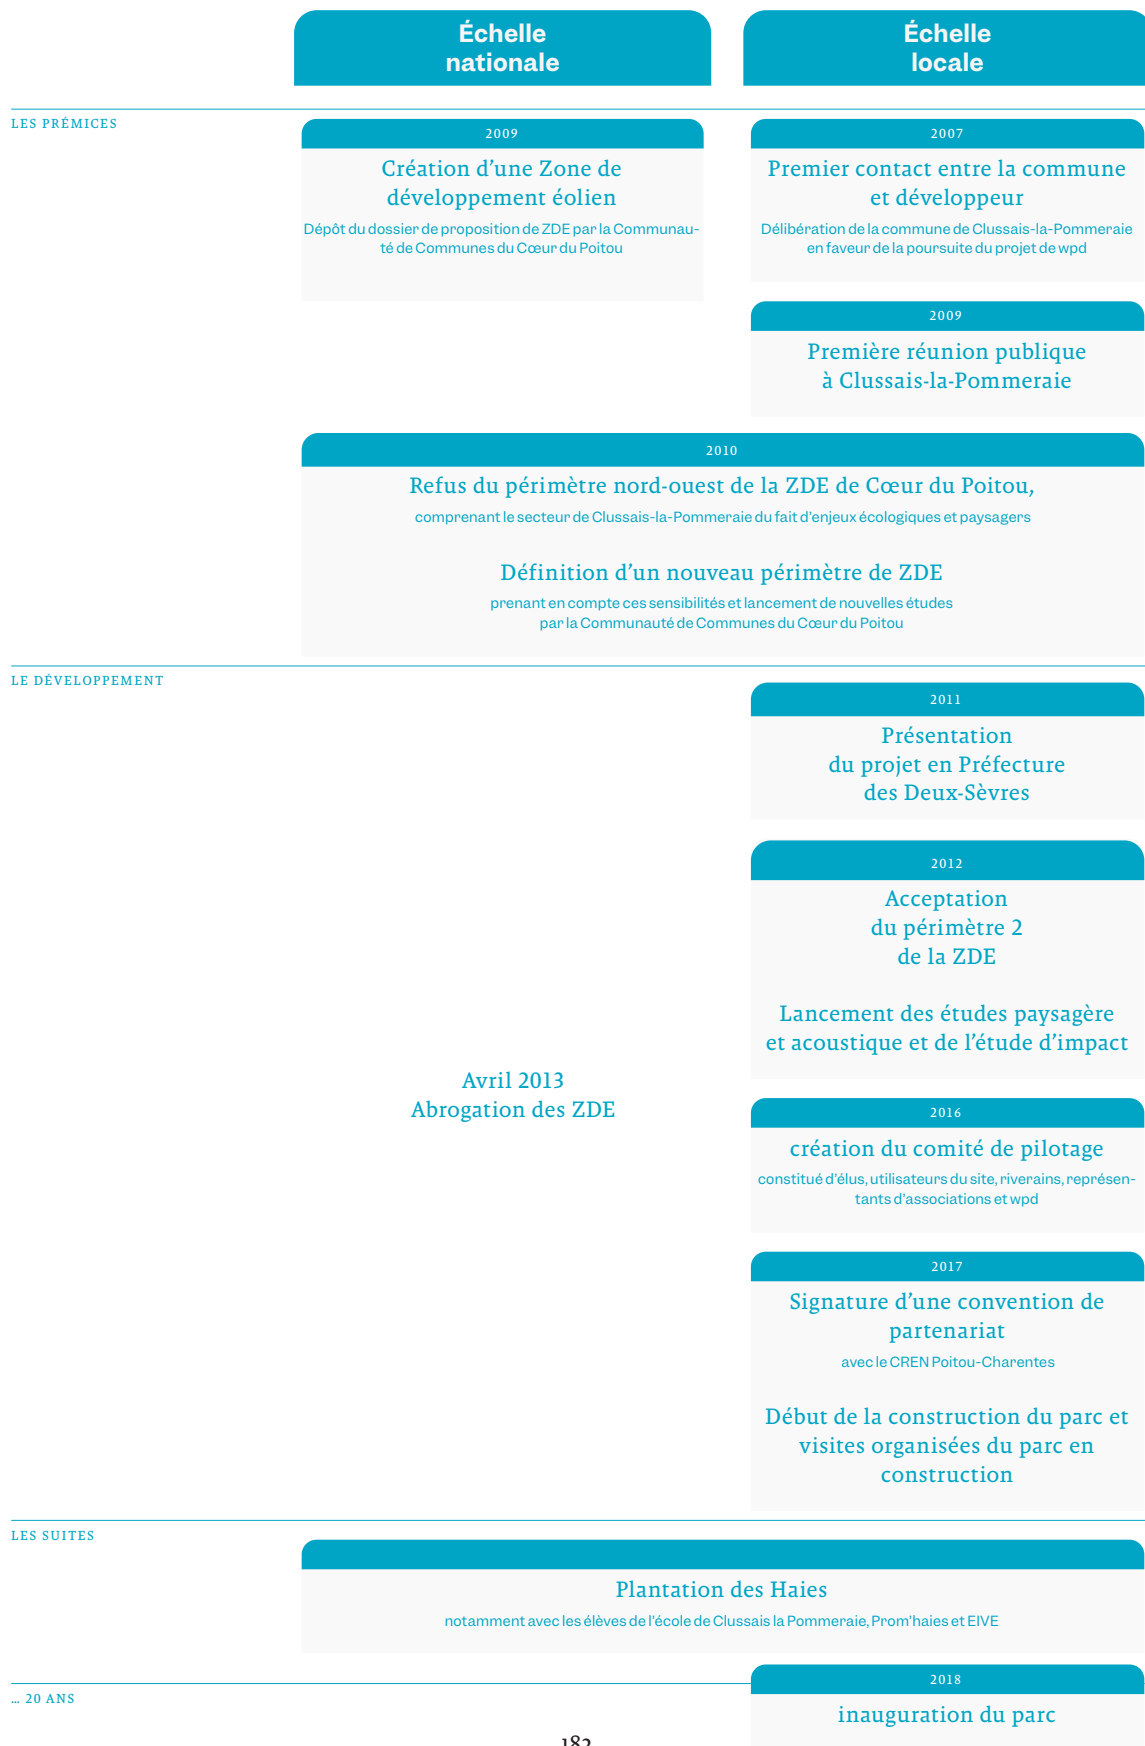 Échelle
nationale
Échelle
locale
LES PRÉMICES
2009
Création d’une Zone de
développement éolien
Dépôt du dossier de proposition de ZDE par la Communau-
té de Communes du Cœur du Poitou
2007
Premier contact entre la commune
et développeur
Délibération de la commune de Clussais-la-Pommeraie
en faveur de la poursuite du projet de wpd
2009
Première réunion publique
à Clussais-la-Pommeraie
2010
Refus du périmètre nord-ouest de la ZDE de Cœur du Poitou,
comprenant le secteur de Clussais-la-Pommeraie du fait d’enjeux écologiques et paysagers
Définition d’un nouveau périmètre de ZDE
prenant en compte ces sensibilités et lancement de nouvelles études
par la Communauté de Communes du Cœur du Poitou
LE DÉVELOPPEMENT
2011
Présentation
du projet en Préfecture
des Deux-Sèvres
2012
Acceptation
du périmètre 2
de la ZDE
Lancement des études paysagère
et acoustique et de l’étude d’impact
Avril 2013
Abrogation des ZDE
2016
création du comité de pilotage
constitué d’élus, utilisateurs du site, riverains, représen-
tants d’associations et wpd
2017
Signature d’une convention de
partenariat
avec le CREN Poitou-Charentes
Début de la construction du parc et
visites organisées du parc en
construction
LES SUITES
Plantation des Haies
notamment avec les élèves de l’école de Clussais la Pommeraie, Prom’haies et EIVE
... 20 ANS
2018
inauguration du parc
182